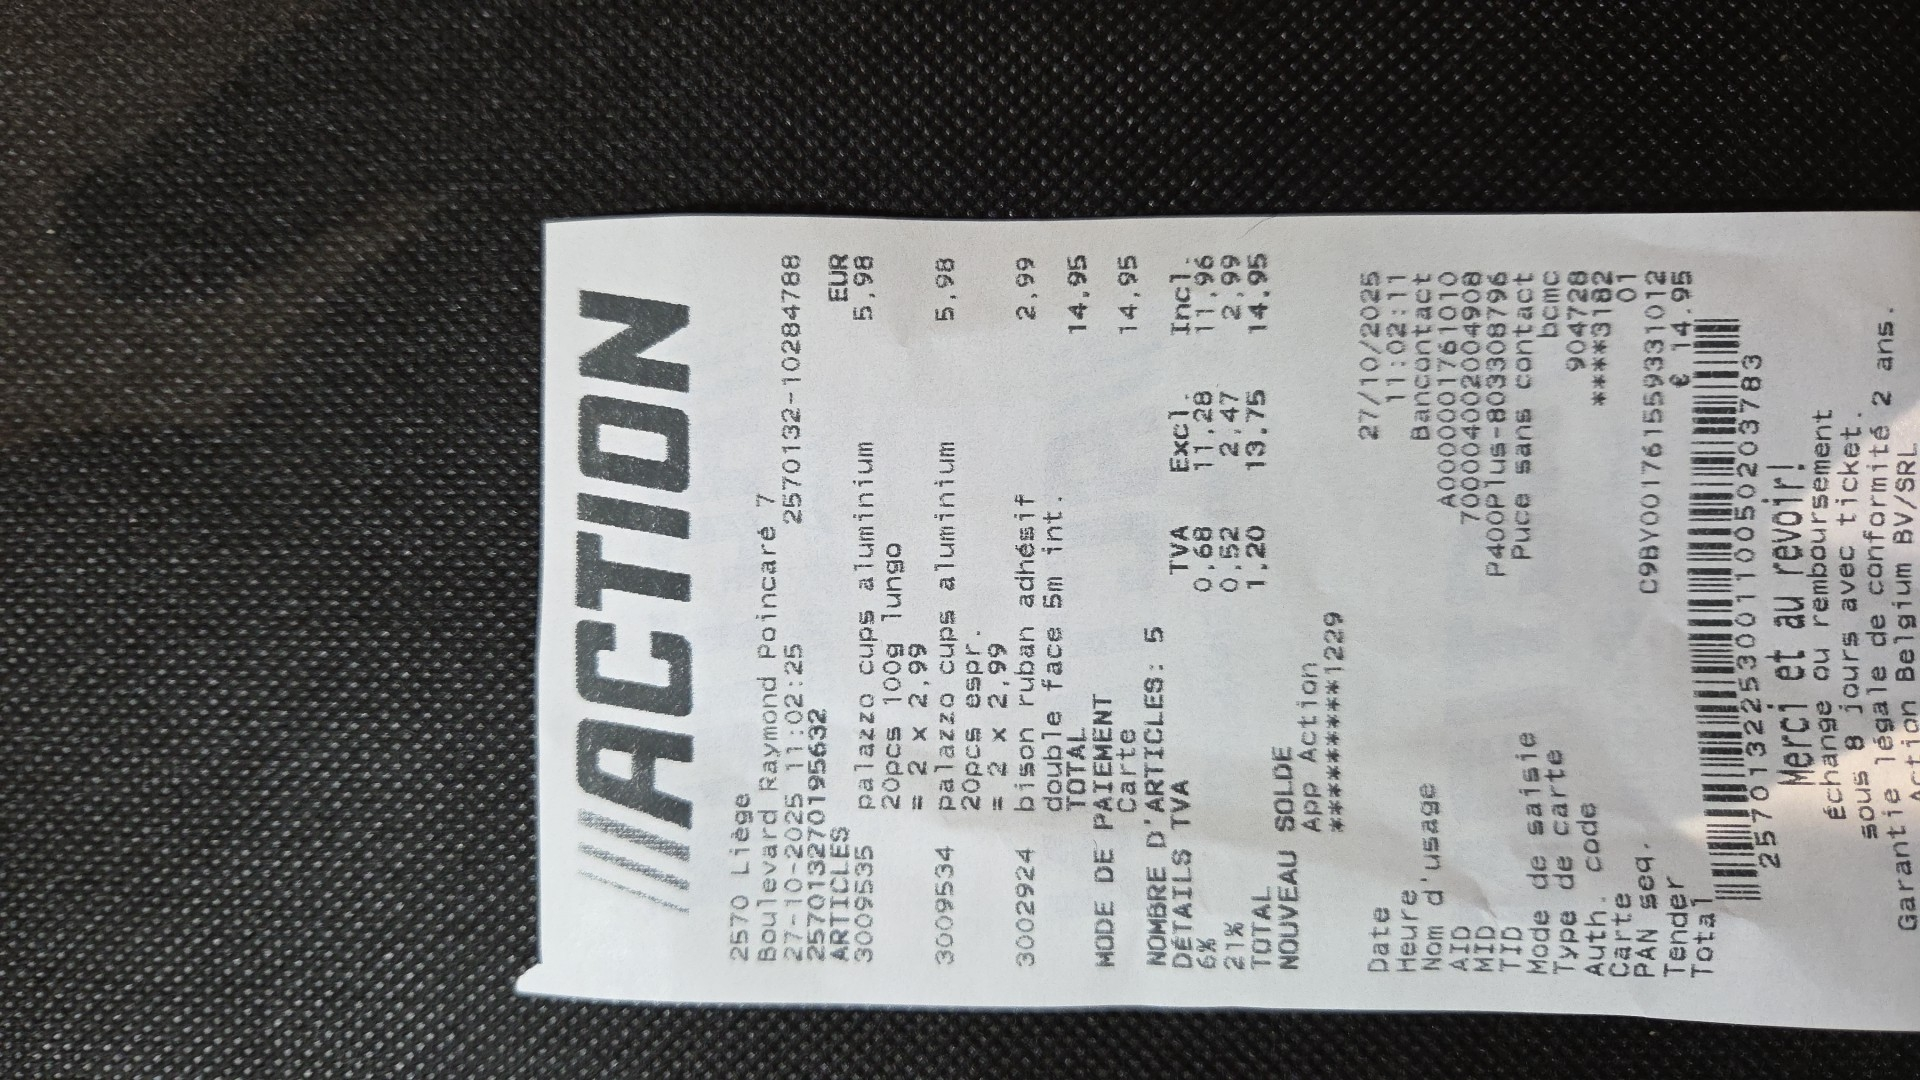 ACTION
2570 Liège
Boulevard Raymond Poincaré 7
27-10-2025 11:02:25 2570132-10284788
2570132702195632
ARTICLES EUR
3009535 palazzo cups aluminium 5,98
20pcs 100g lungo
= 2 x 2,99
3009534 palazzo cups aluminium 5,98
20pcs espr.
= 2 x 2,99
3002924 bison ruban adhésif 2,99
double face 5m int.
TOTAL 14,95
MODE DE PAIEMENT
Carte 14,95
NOMBRE D'ARTICLES: 5
DÉTAILS TVA TVA Excl. Incl.
6% 0,68 11,28 11,96
21% 0,52 2,47 2,99
TOTAL 1,20 13,75 14,95
NOUVEAU SOLDE
App Action
*********1229
Date 27/10/2025
Heure 11:02:11
Nom d'usage Bancontact
AID A0000001761010
MID 700004002004908
TID P400Plus-803308796
Mode de saisie Puce sans contact
Type de carte bcmc
Auth. code 904728
Carte ****3182
PAN seq. 01
Tender C9BY001761559331012
Total € 14.95
2570132253001100502203783
Merci et au revoir!
Échange ou remboursement
sous 8 jours avec ticket.
Garantie légale de conformité 2 ans.
Action Belgium BV/SRL